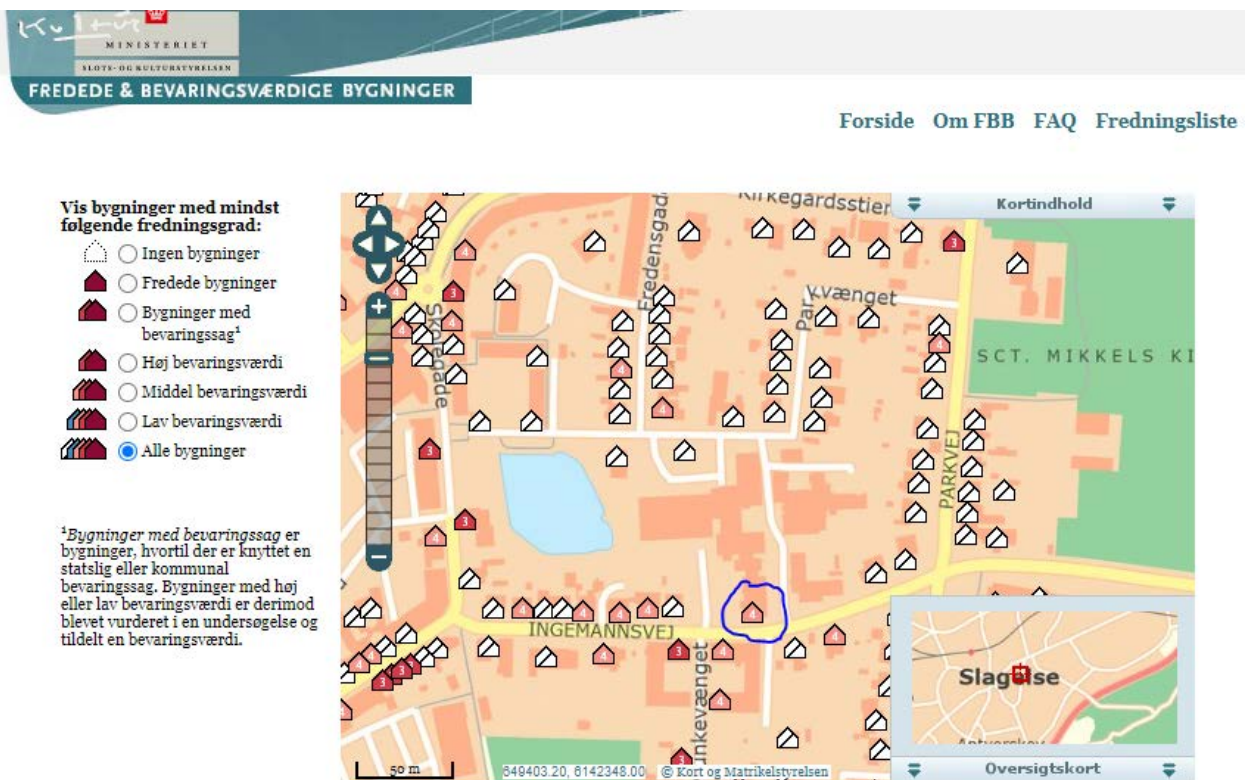 Kultur
MINISTERIET
SLOTS- OG KULTURSTYRELSEN
FREDEDE & BEVARINGSVÆRDIGE BYGNINGER
Forside Om FBB FAQ Fredningsliste
Vis bygninger med mindst
følgende fredningsgrad:
Ingen bygninger
Fredede bygninger
Bygninger med
bevaringssag¹
Høj bevaringsværdi
Middel bevaringsværdi
Lav bevaringsværdi
Alle bygninger
¹Bygninger med bevaringssag er
bygninger, hvortil der er knyttet en
statslig eller kommunal
bevaringssag. Bygninger med høj
eller lav bevaringsværdi er derimod
blevet vurderet i en undersøgelse og
tildelt en bevaringsværdi.
Kirkegårdsstien
Kortindhold
Fredensgade
Parkvænget
Skolegade
SCT. MIKKELS KI
PARKVEJ
INGEMANNSVEJ
unkevænget
Slagelse
Antvorskov
50 m
649403.20, 6142348.00 © Kort og Matrikelstyrelsen
Oversigtskort